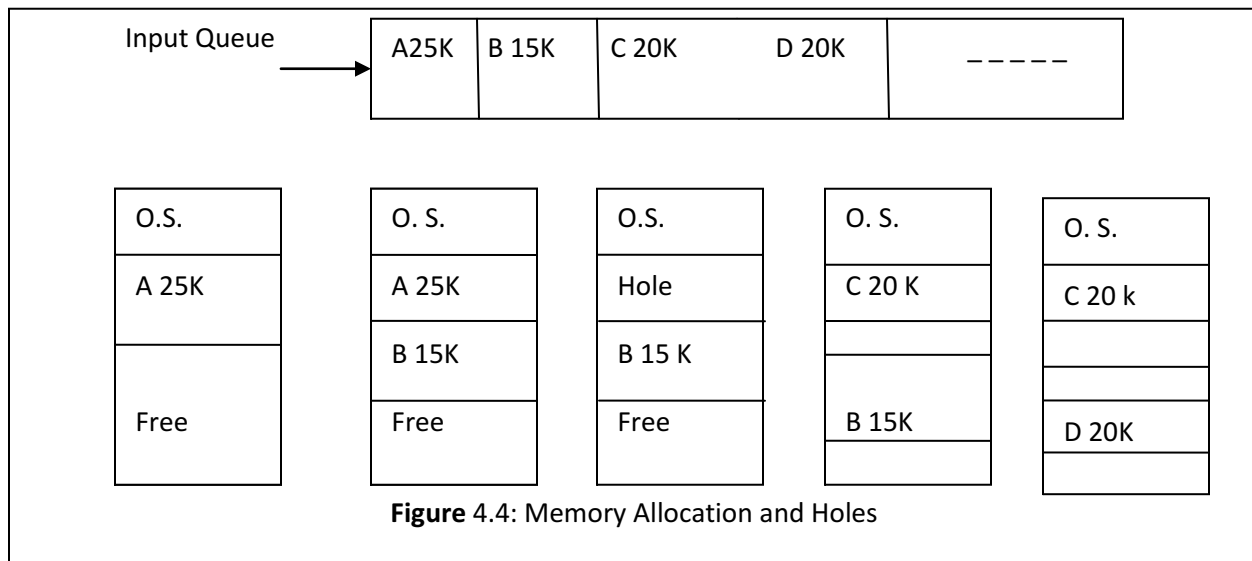 Input Queue
A25K
B 15K
C 20K
D 20K
_ _ _ _ _
O.S.
A 25K
Free
O. S.
A 25K
B 15K
Free
O.S.
Hole
B 15 K
Free
O. S.
C 20 K
B 15K
O. S.
C 20 k
D 20K
Figure 4.4: Memory Allocation and Holes